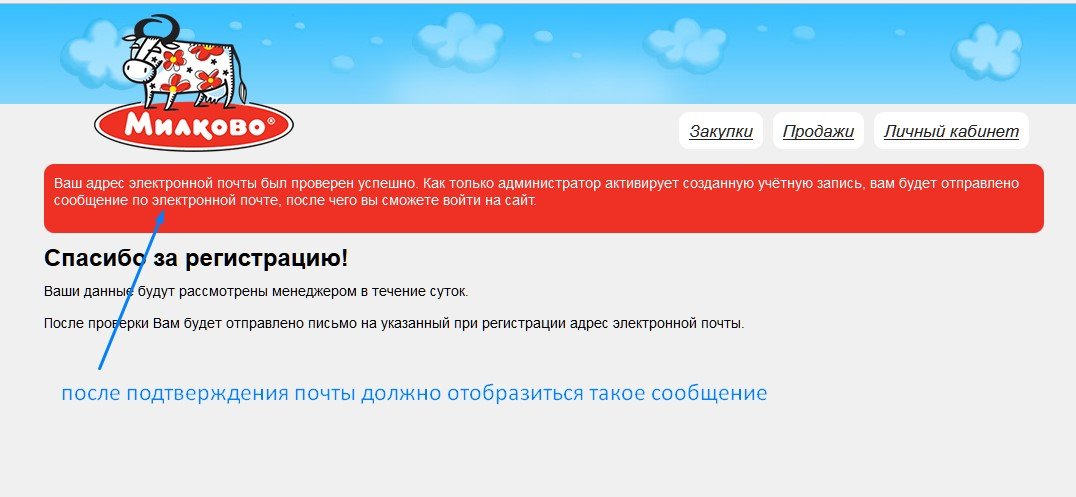 Милково®
Закупки Продажи Личный кабинет
Ваш адрес электронной почты был проверен успешно. Как только администратор активирует созданную учётную запись, вам будет отправлено
сообщение по электронной почте, после чего вы сможете войти на сайт.
Спасибо за регистрацию!
Ваши данные будут рассмотрены менеджером в течение суток.
После проверки Вам будет отправлено письмо на указанный при регистрации адрес электронной почты.
после подтверждения почты должно отобразиться такое сообщение